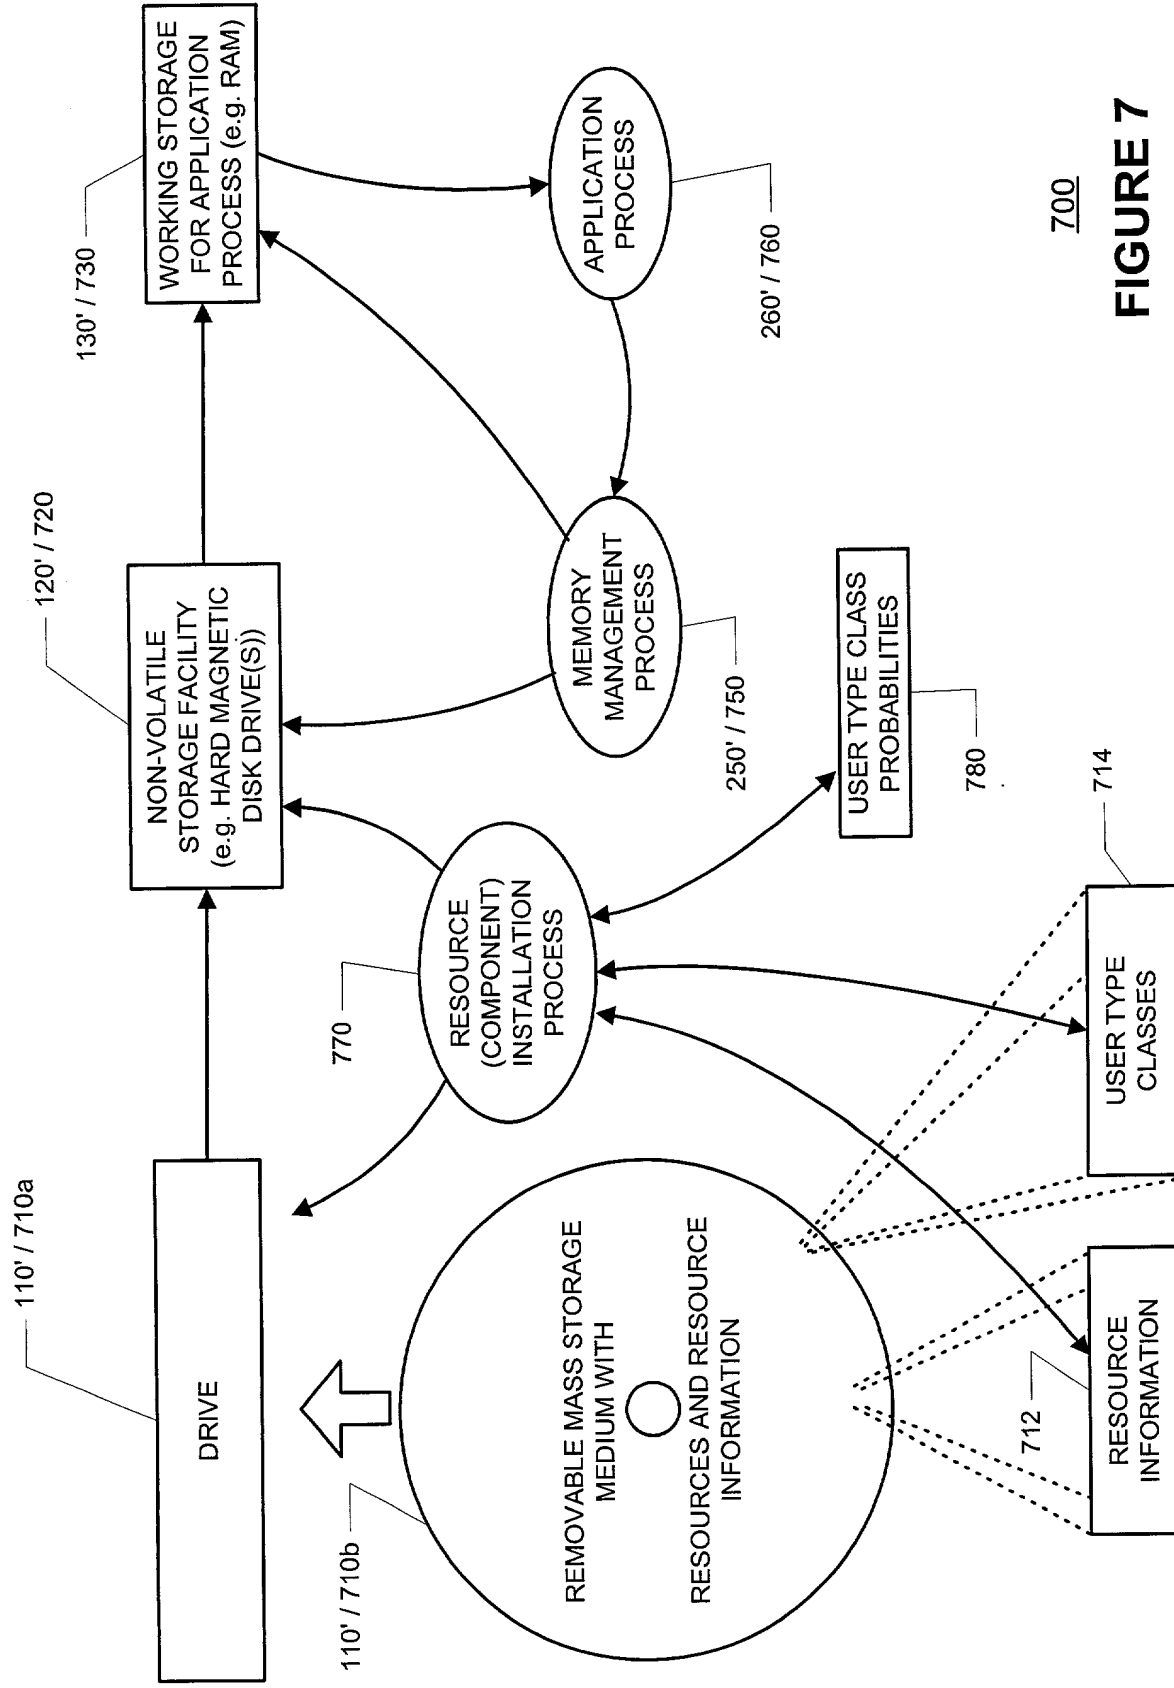 110' / 710a
DRIVE
110' / 710b
REMOVABLE MASS STORAGE
MEDIUM WITH
RESOURCES AND RESOURCE
INFORMATION
712
RESOURCE
INFORMATION
120' / 720
NON-VOLATILE
STORAGE FACILITY
(e.g. HARD MAGNETIC
DISK DRIVE(S))
770
RESOURCE
(COMPONENT)
INSTALLATION
PROCESS
714
USER TYPE
CLASSES
MEMORY
MANAGEMENT
PROCESS
250' / 750
USER TYPE CLASS
PROBABILITIES
780
130' / 730
WORKING STORAGE
FOR APPLICATION
PROCESS (e.g. RAM)
APPLICATION
PROCESS
260' / 760
700
FIGURE 7